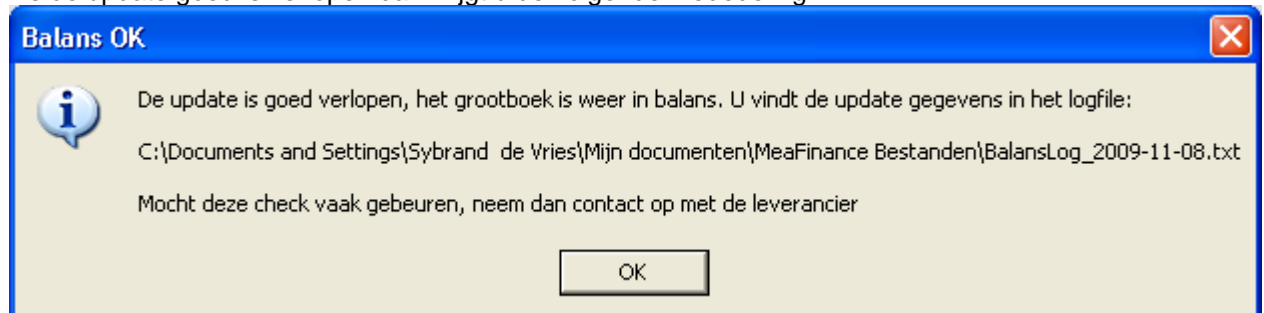 Balans OK
De update is goed verlopen, het grootboek is weer in balans. U vindt de update gegevens in het logfile:
C:\Documents and Settings\Sybrand de Vries\Mijn documenten\MeaFinance Bestanden\BalansLog_2009-11-08.txt
Mocht deze check vaak gebeuren, neem dan contact op met de leverancier
OK